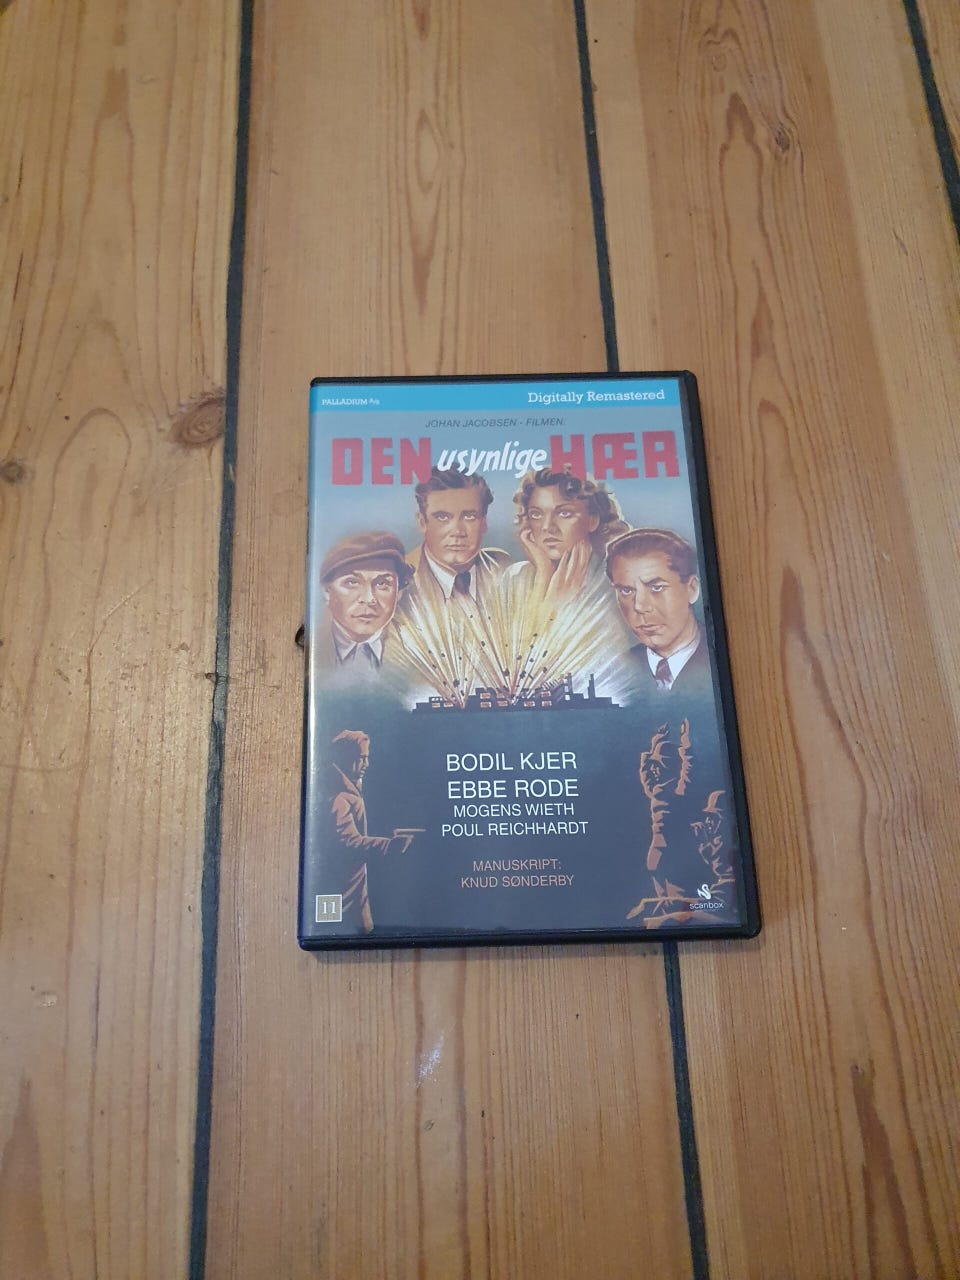 PALLADIUM A/S
Digitally Remastered
JOHAN JACOBSEN - FILMEN:
DEN usynlige HÆR
BODIL KJER
EBBE RODE
MOGENS WIETH
POUL REICHHARDT
MANUSKRIPT:
KNUD SØNDERBY
11
scanbox